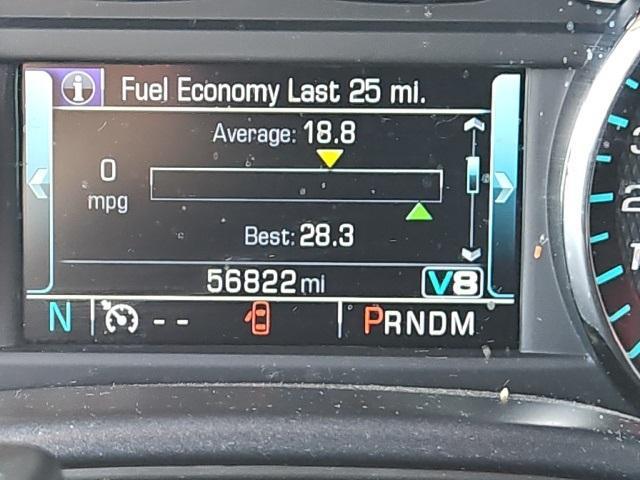 Fuel Economy Last 25 mi.
Average: 18.8
0
mpg
Best: 28.3
56822 mi
V8
N
--
PRNDM